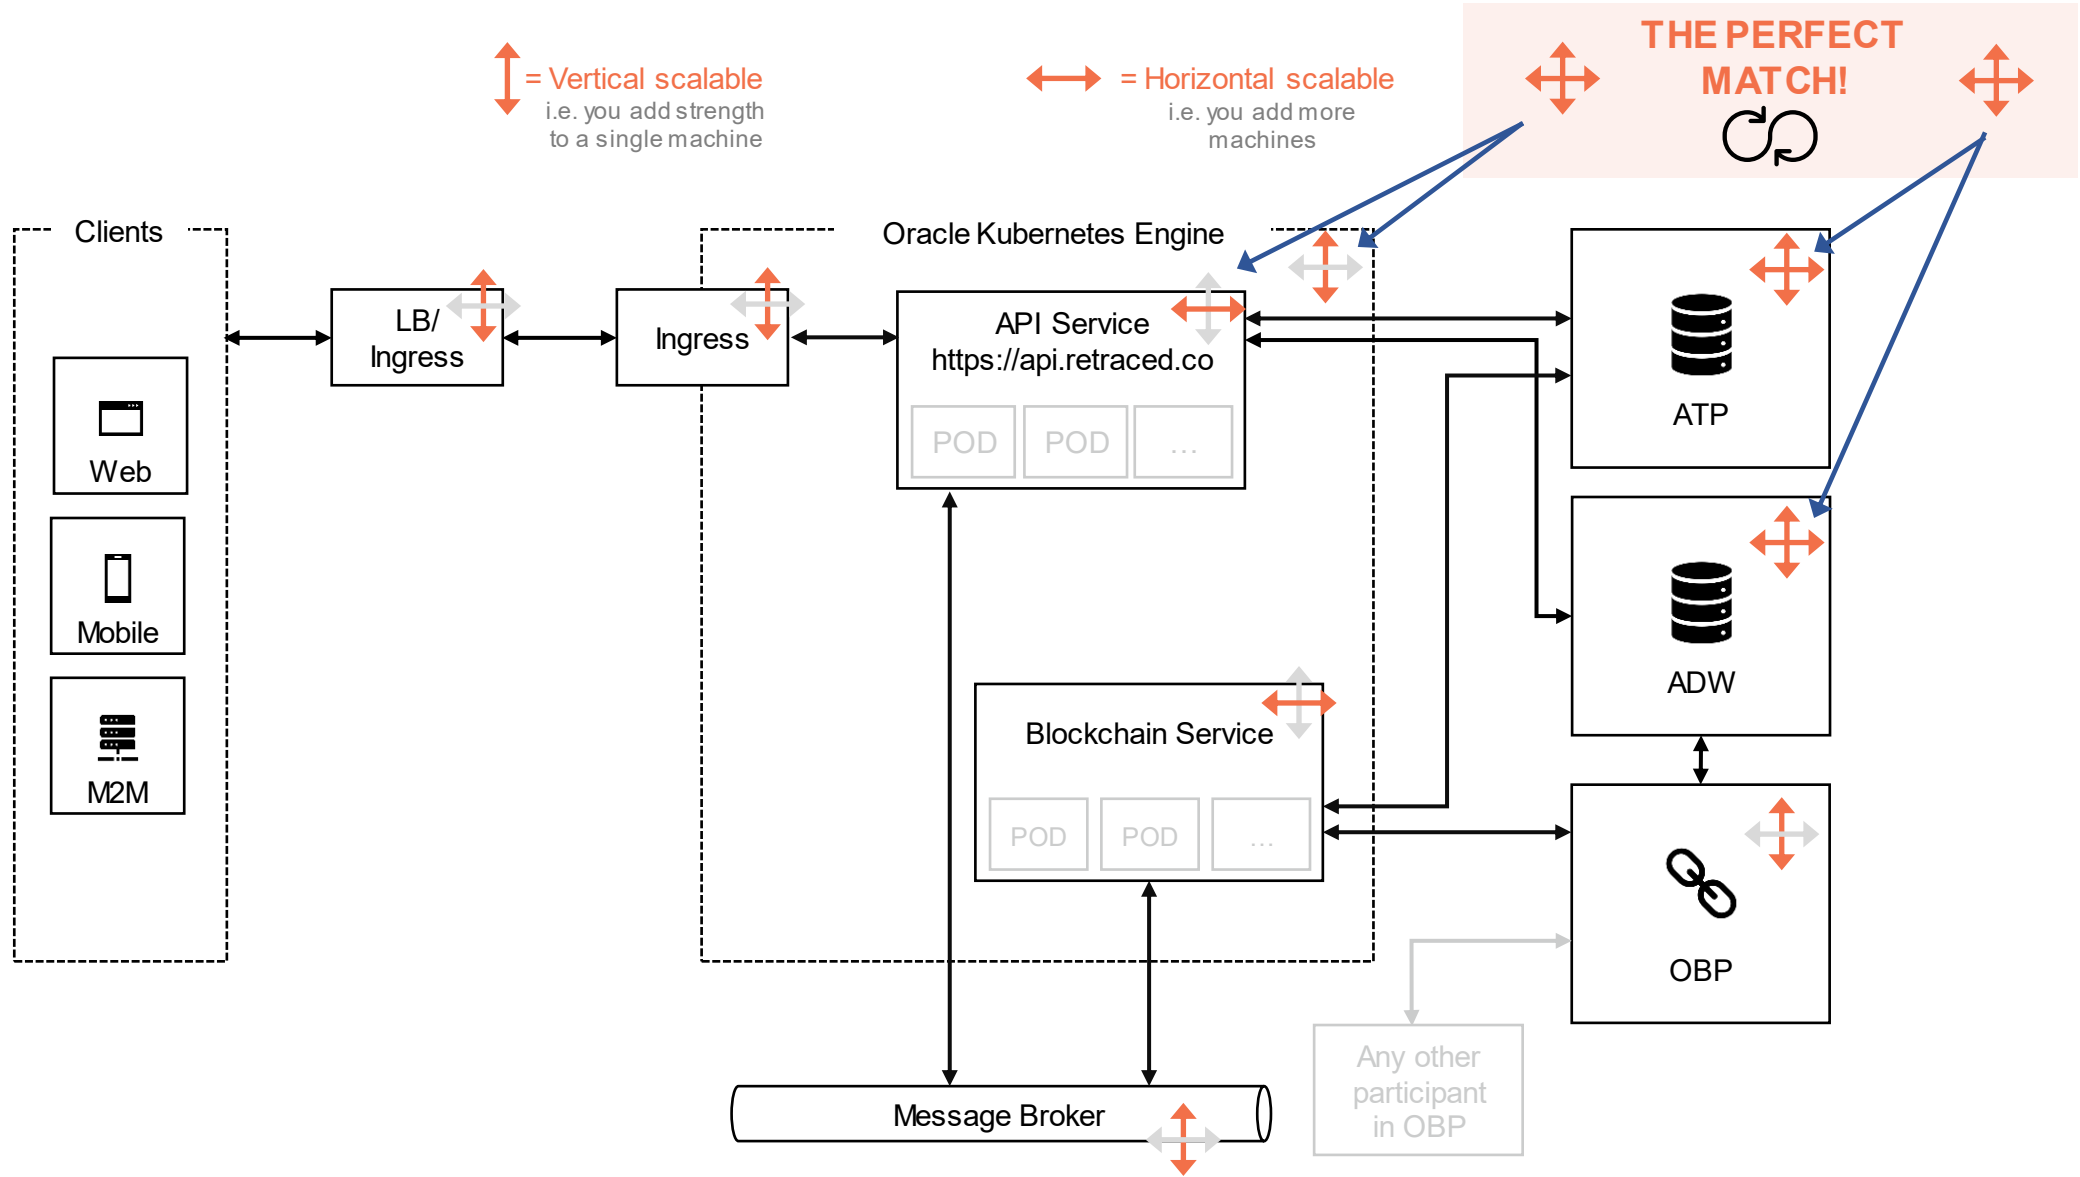 THE PERFECT
MATCH!
= Vertical scalable
i.e. you add strength
to a single machine
= Horizontal scalable
i.e. you add more
machines
Clients
Web
Mobile
M2M
LB/
Ingress
Ingress
Oracle Kubernetes Engine
API Service
https://api.retraced.co
POD
POD
...
Blockchain Service
POD
POD
...
Message Broker
ATP
ADW
OBP
Any other
participant
in OBP